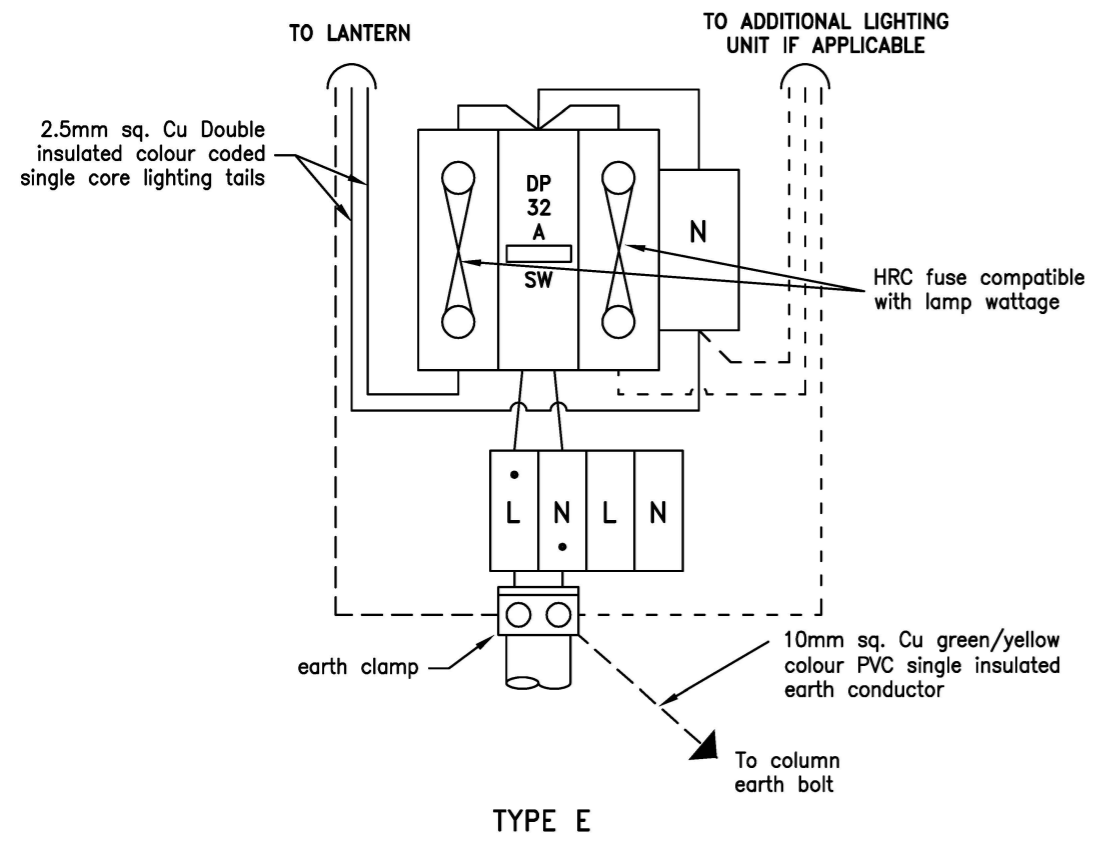 TO LANTERN
TO ADDITIONAL LIGHTING
UNIT IF APPLICABLE
2.5mm sq. Cu Double
insulated colour coded
single core lighting tails
DP
32
A
SW
N
HRC fuse compatible
with lamp wattage
L N L N
earth clamp
10mm sq. Cu green/yellow
colour PVC single insulated
earth conductor
To column
earth bolt
TYPE E